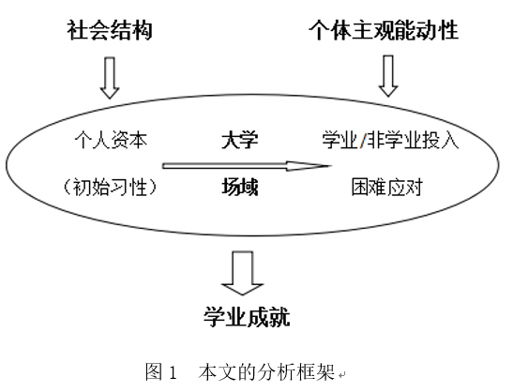 社会结构 个体主观能动性
个人资本 大学 学业/非学业投入
（初始习性） 场域 困难应对
学业成就
图1 本文的分析框架